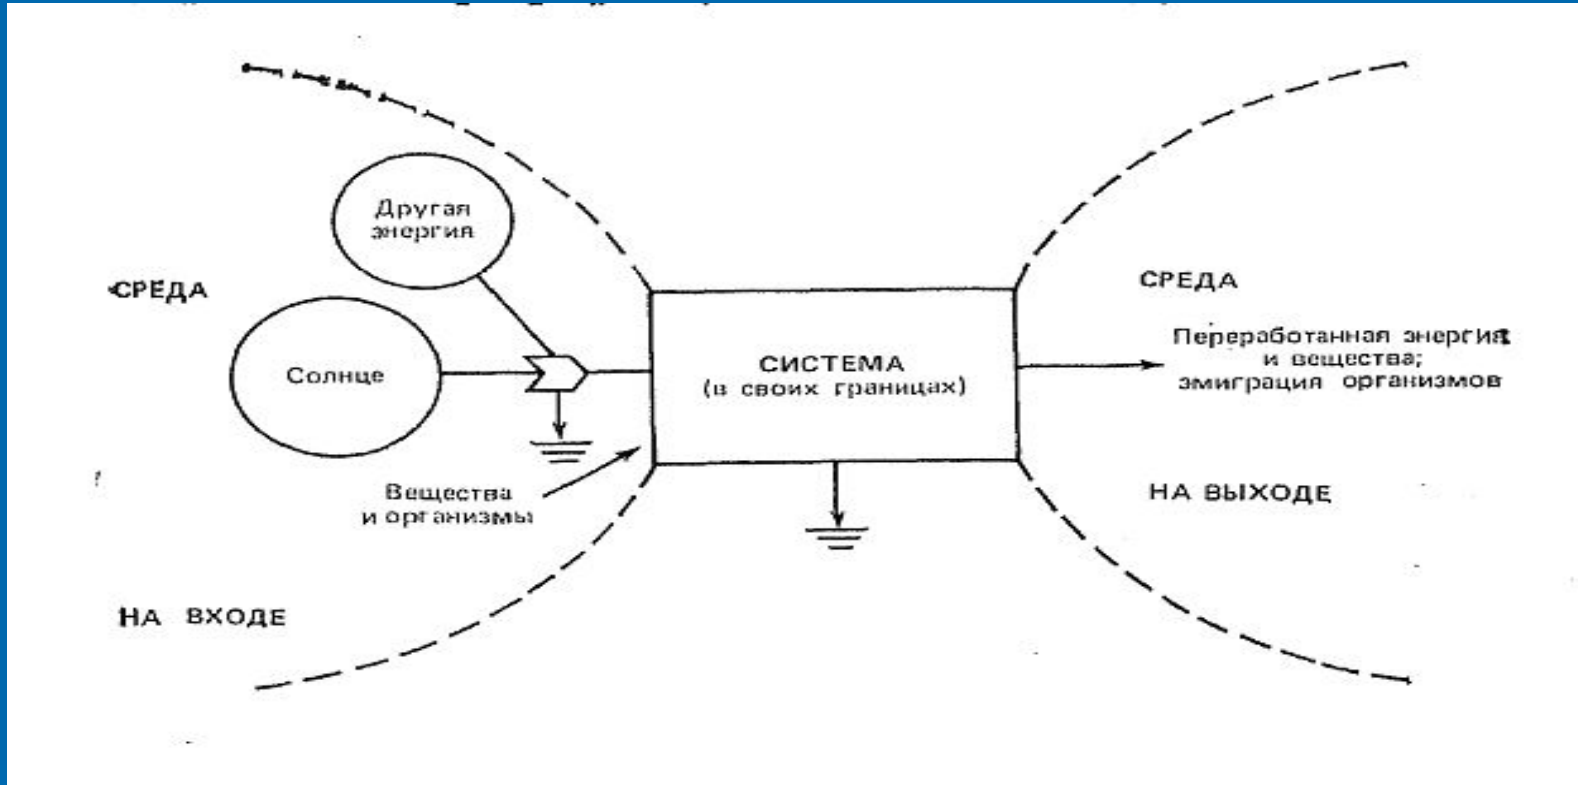 Другая
энергия
СРЕДА
Солнце
Вещества
и организмы
НА ВХОДЕ
СИСТЕМА
(в своих границах)
СРЕДА
Переработанная энергия
и вещества;
эмиграция организмов
НА ВЫХОДЕ